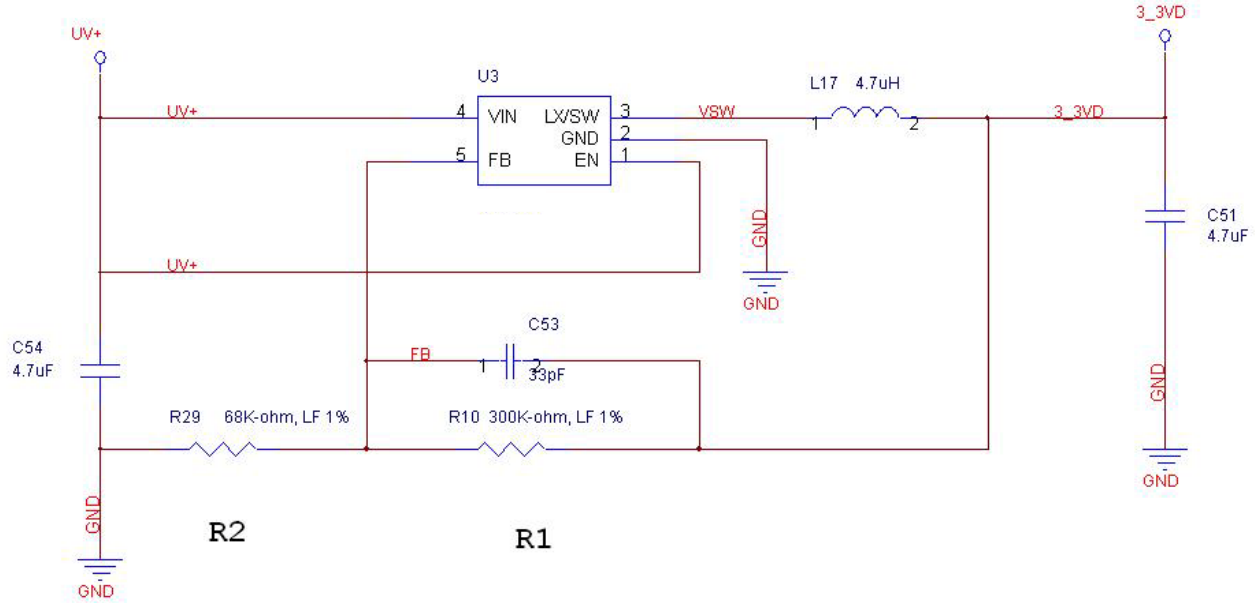 3_3VD
UV+
U3
L17 4.7uH
UV+ 4 VIN LX/SW 3 VSW 1 2 3_3VD
GND 2
5 FB EN 1
GND
C51
4.7uF
UV+
GND
C53
C54
4.7uF
FB 1 2
33pF
GND
R29 68K-ohm, LF 1% R10 300K-ohm, LF 1%
GND
GND
R2 R1
GND